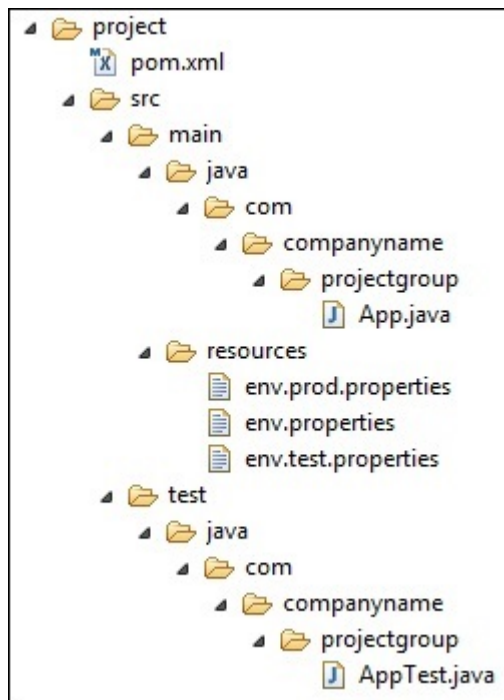 project
pom.xml
src
main
java
com
companyname
projectgroup
App.java
resources
env.prod.properties
env.properties
env.test.properties
test
java
com
companyname
projectgroup
AppTest.java